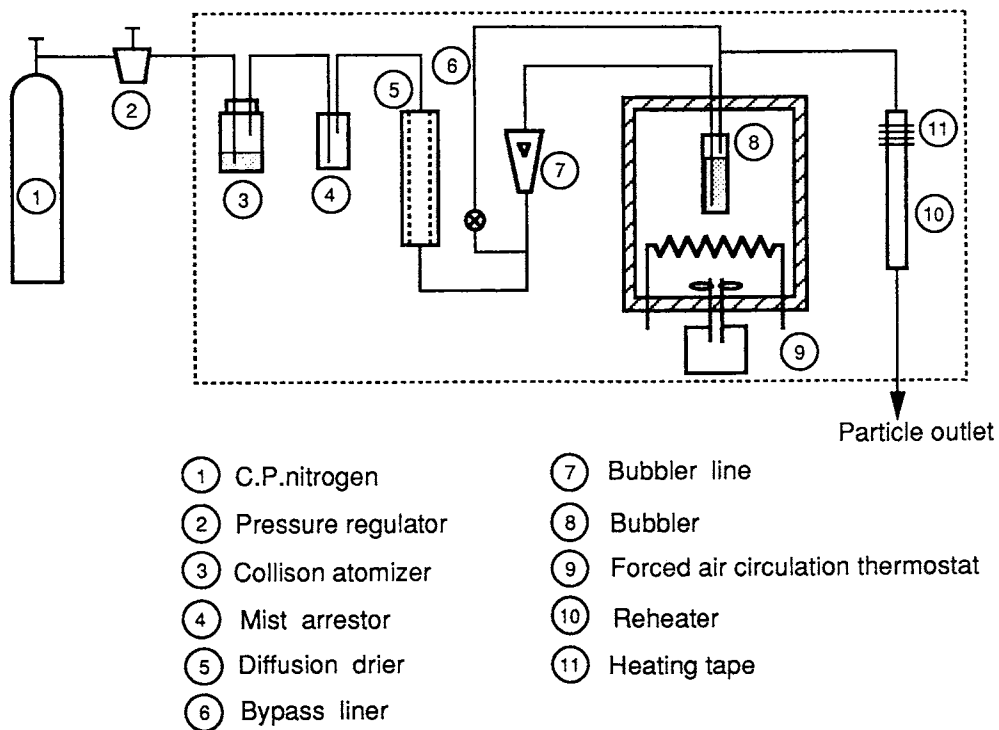 6
5
11
8
2
7
1
3
4
10
9
Particle outlet
1 C.P.nitrogen
2 Pressure regulator
3 Collison atomizer
4 Mist arrestor
5 Diffusion drier
6 Bypass liner
7 Bubbler line
8 Bubbler
9 Forced air circulation thermostat
10 Reheater
11 Heating tape